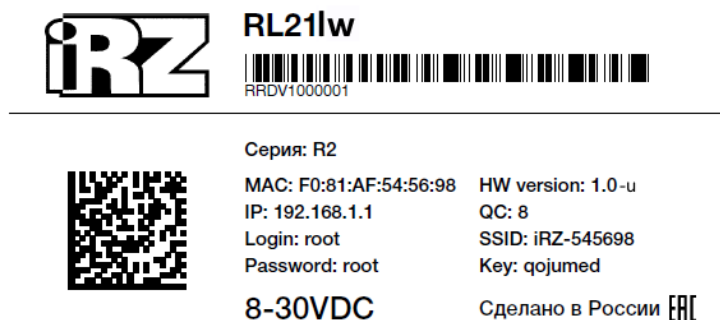 iRZ
RL21lw
RRDV1000001
Серия: R2
MAC: F0:81:AF:54:56:98
HW version: 1.0-u
IP: 192.168.1.1
QC: 8
Login: root
SSID: iRZ-545698
Password: root
Key: qojumed
8-30VDC
Сделано в России EAC